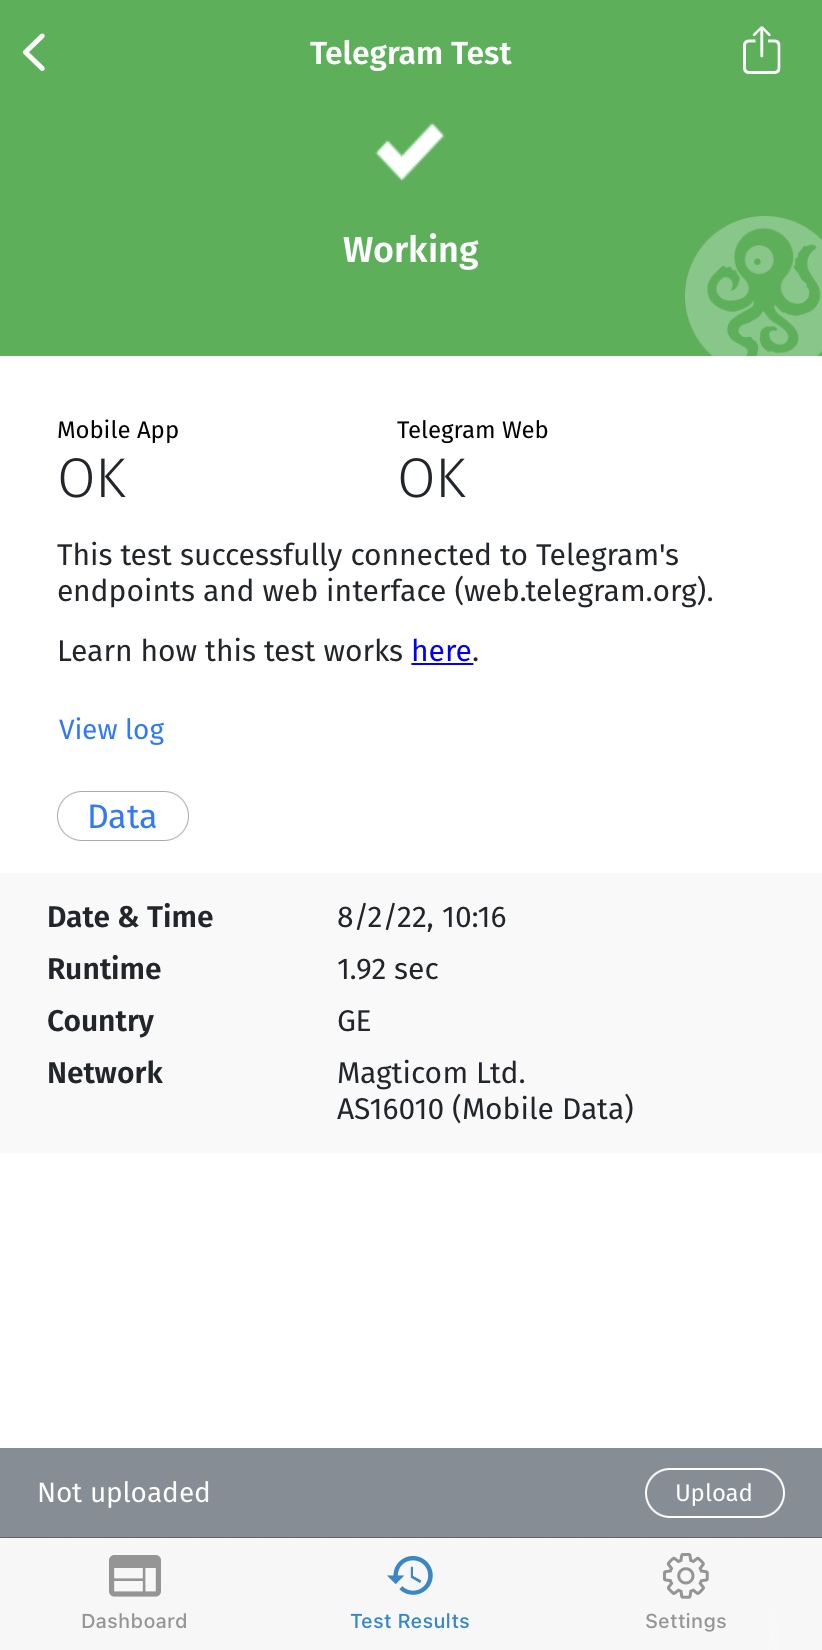 Telegram Test
Working
Mobile App
OK
Telegram Web
OK
This test successfully connected to Telegram's
endpoints and web interface (web.telegram.org).
Learn how this test works here.
View log
Data
Date & Time
8/2/22, 10:16
Runtime
1.92 sec
Country
GE
Network
Magticom Ltd.
AS16010 (Mobile Data)
Not uploaded
Upload
Dashboard
Test Results
Settings